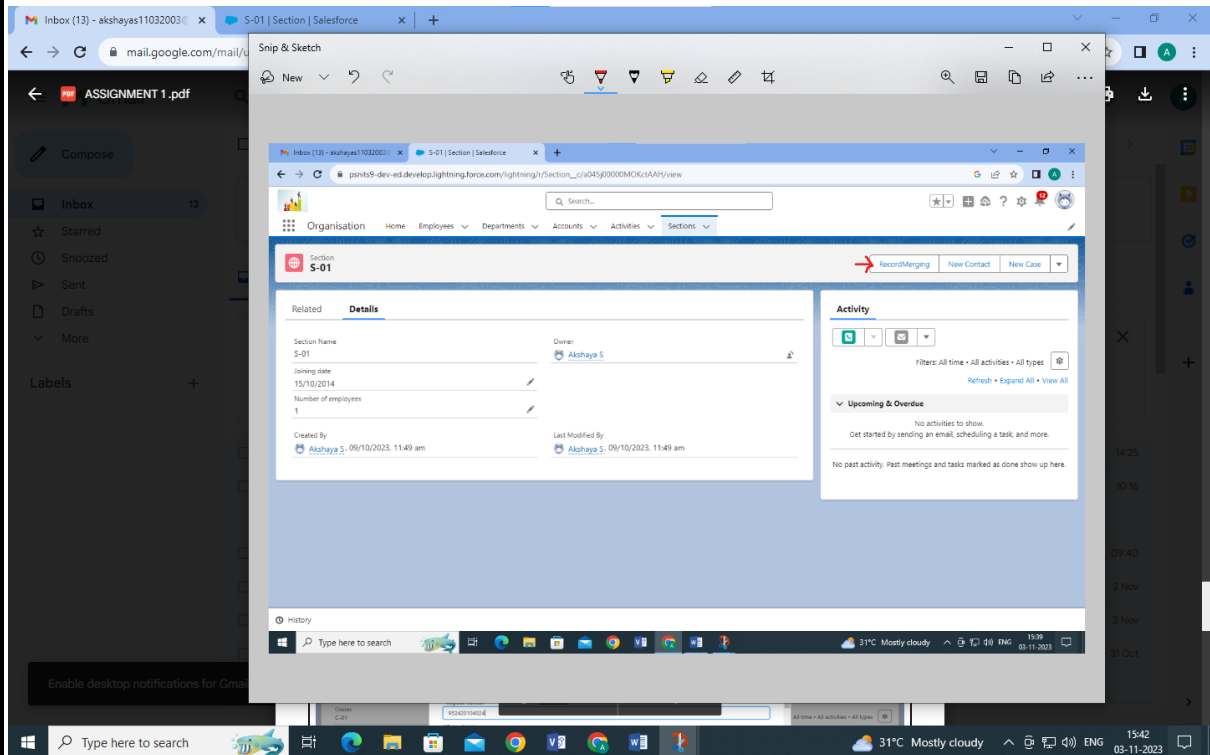 Inbox (13) - akshayas11032003@
S-01 | Section | Salesforce
mail.google.com/mail/u
Snip & Sketch
New
PDF ASSIGNMENT 1.pdf
Compose
Inbox 13
Starred
Snoozed
Sent
Drafts
More
Labels
Inbox (13) - akshayas11032003
S-01 | Section | Salesforce
psnits9-dev-ed.develop.lightning.force.com/lightning/r/Section__c/a045j00000MOKctAAH/view
Search...
12
Organisation Home Employees Departments Accounts Activities Sections
Section
S-01
RecordMerging New Contact New Case
Related Details
Section Name
S-01
Owner
Akshaya S
Joining date
15/10/2014
Number of employees
1
Created By
Akshaya S, 09/10/2023, 11:49 am
Last Modified By
Akshaya S, 09/10/2023, 11:49 am
Activity
Filters: All time • All activities • All types
Refresh • Expand All • View All
Upcoming & Overdue
No activities to show.
Get started by sending an email, scheduling a task, and more.
No past activity. Past meetings and tasks marked as done show up here.
History
Type here to search
31°C Mostly cloudy ENG 15:39
03-11-2023
14:25
10:16
09:40
2 Nov
2 Nov
31 Oct
Enable desktop notifications for Gmail
Classes
C-01
952420104024
All time • All activities • All types
Type here to search
31°C Mostly cloudy ENG 15:42
03-11-2023